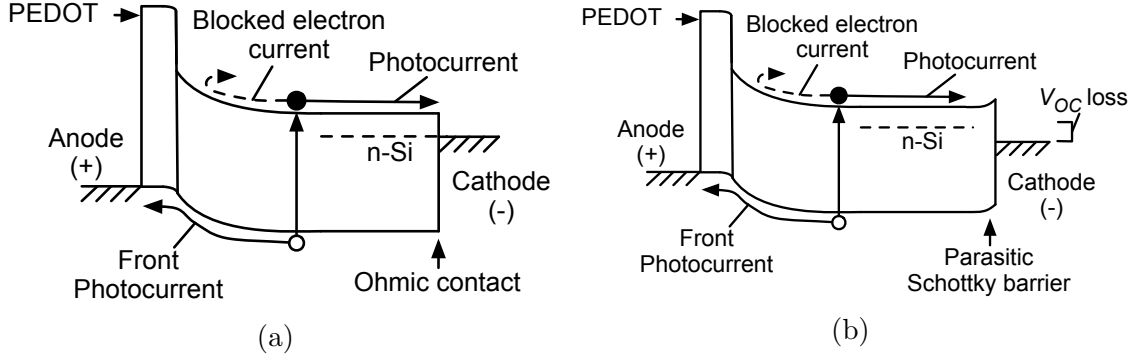 PEDOT
Blocked electron
current
Photocurrent
Anode
(+)
n-Si
Cathode
(-)
Front
Photocurrent
Ohmic contact
(a)
PEDOT
Blocked electron
current
Photocurrent
V_OC loss
Anode
(+)
n-Si
Cathode
(-)
Front
Photocurrent
Parasitic
Schottky barrier
(b)